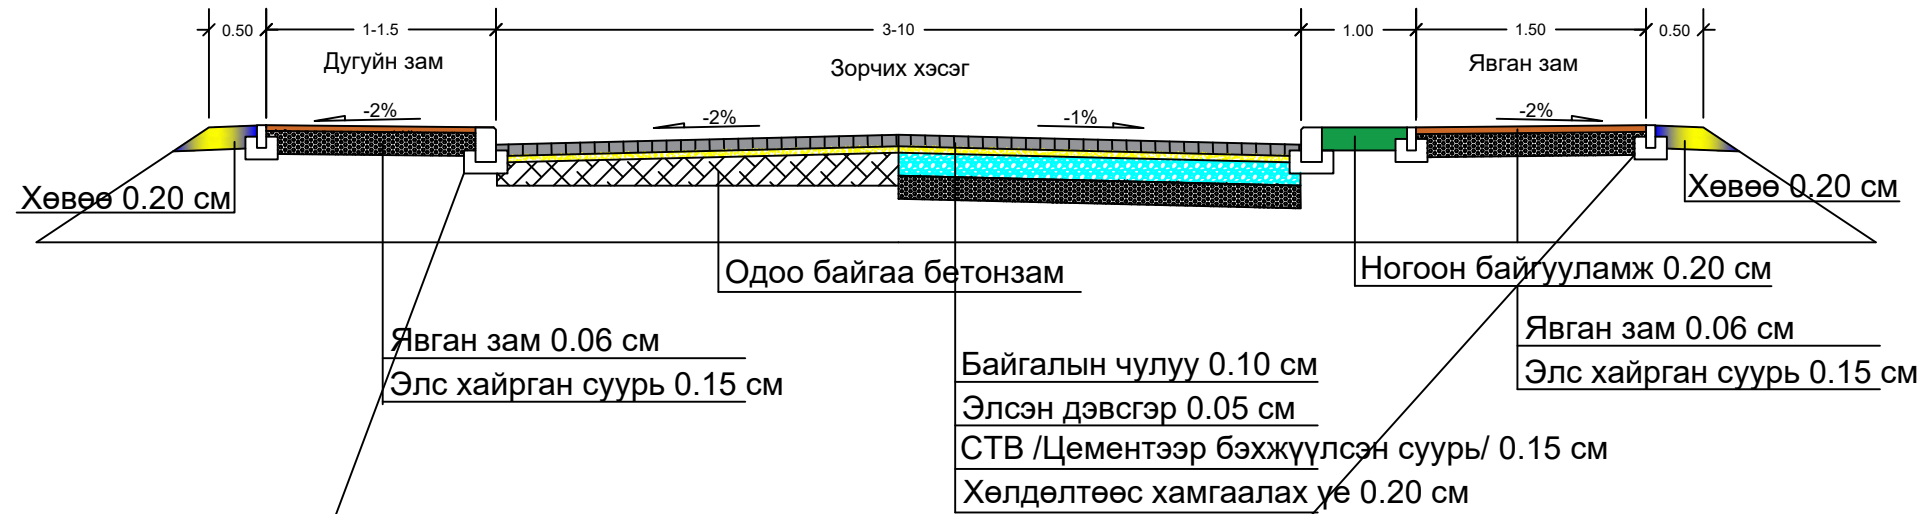 0.50 1-1.5 3-10 1.00 1.50 0.50
Дугуйн зам
Зорчих хэсэг
Явган зам
-2%
-2%
-1%
-2%
Хөвөө 0.20 см
Хөвөө 0.20 см
Одоо байгаа бетонзам
Ногоон байгууламж 0.20 см
Явган зам 0.06 см
Элс хайрган суурь 0.15 см
Байгалын чулуу 0.10 см
Элсэн дэвсгэр 0.05 см
СТВ /Цементээр бэхжүүлсэн суурь/ 0.15 см
Хөлдөлтөөс хамгаалах үе 0.20 см
Явган зам 0.06 см
Элс хайрган суурь 0.15 см